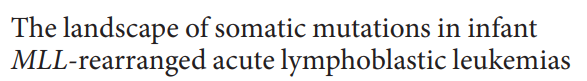 The landscape of somatic mutations in infant
MLL-rearranged acute lymphoblastic leukemias